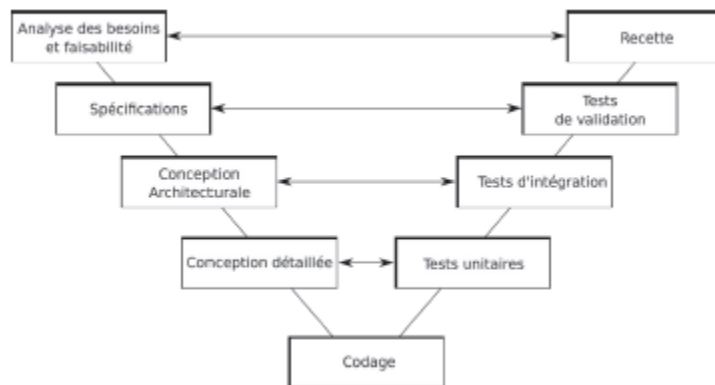 Analyse des besoins
et faisabilité
Recette
Spécifications
Tests
de validation
Conception
Architecturale
Tests d'intégration
Conception détaillée
Tests unitaires
Codage